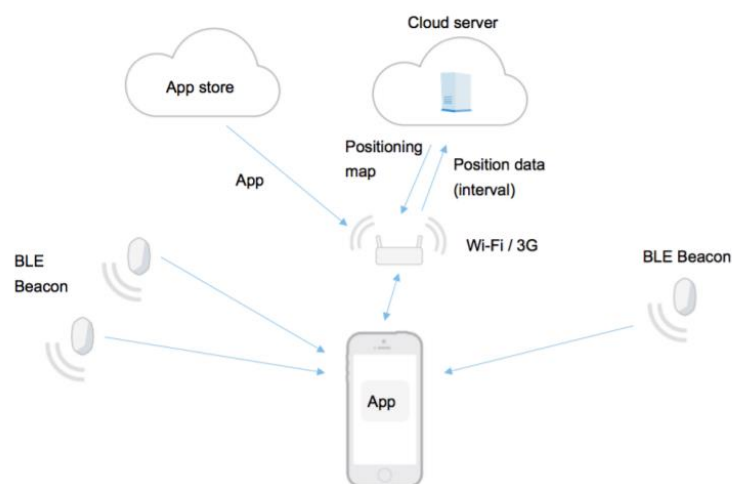 Cloud server
App store
Positioning
map
Position data
(interval)
App
Wi-Fi / 3G
BLE
Beacon
BLE Beacon
App